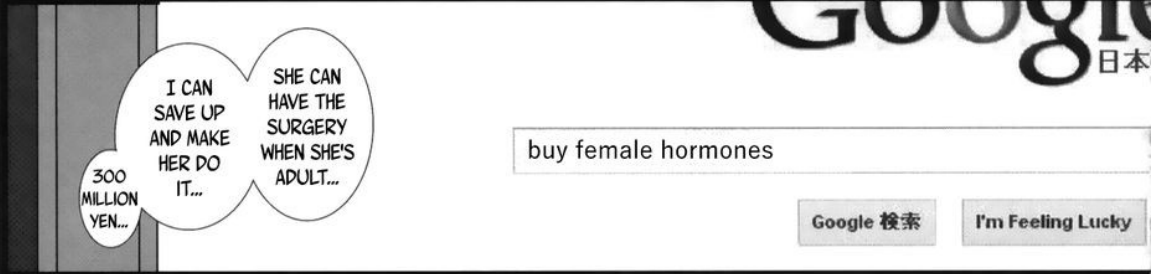 Google
日本
buy female hormones
Google 検索
I'm Feeling Lucky
SHE CAN
HAVE THE
SURGERY
WHEN SHE'S
ADULT...
I CAN
SAVE UP
AND MAKE
HER DO
IT...
300
MILLION
YEN...